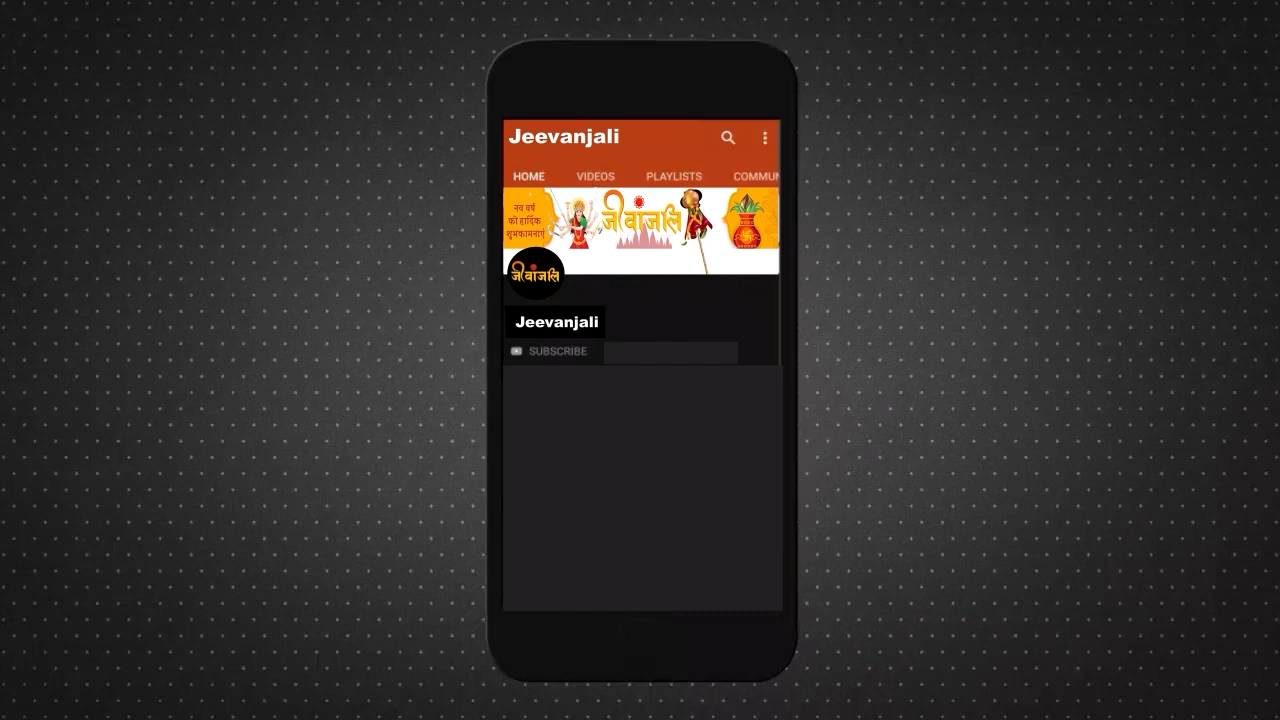 Jeevanjali
HOME VIDEOS PLAYLISTS COMMUN
नव वर्ष
की हार्दिक
शुभकामनाएं
जीवांजलि
जीवांजलि
Jeevanjali
SUBSCRIBE